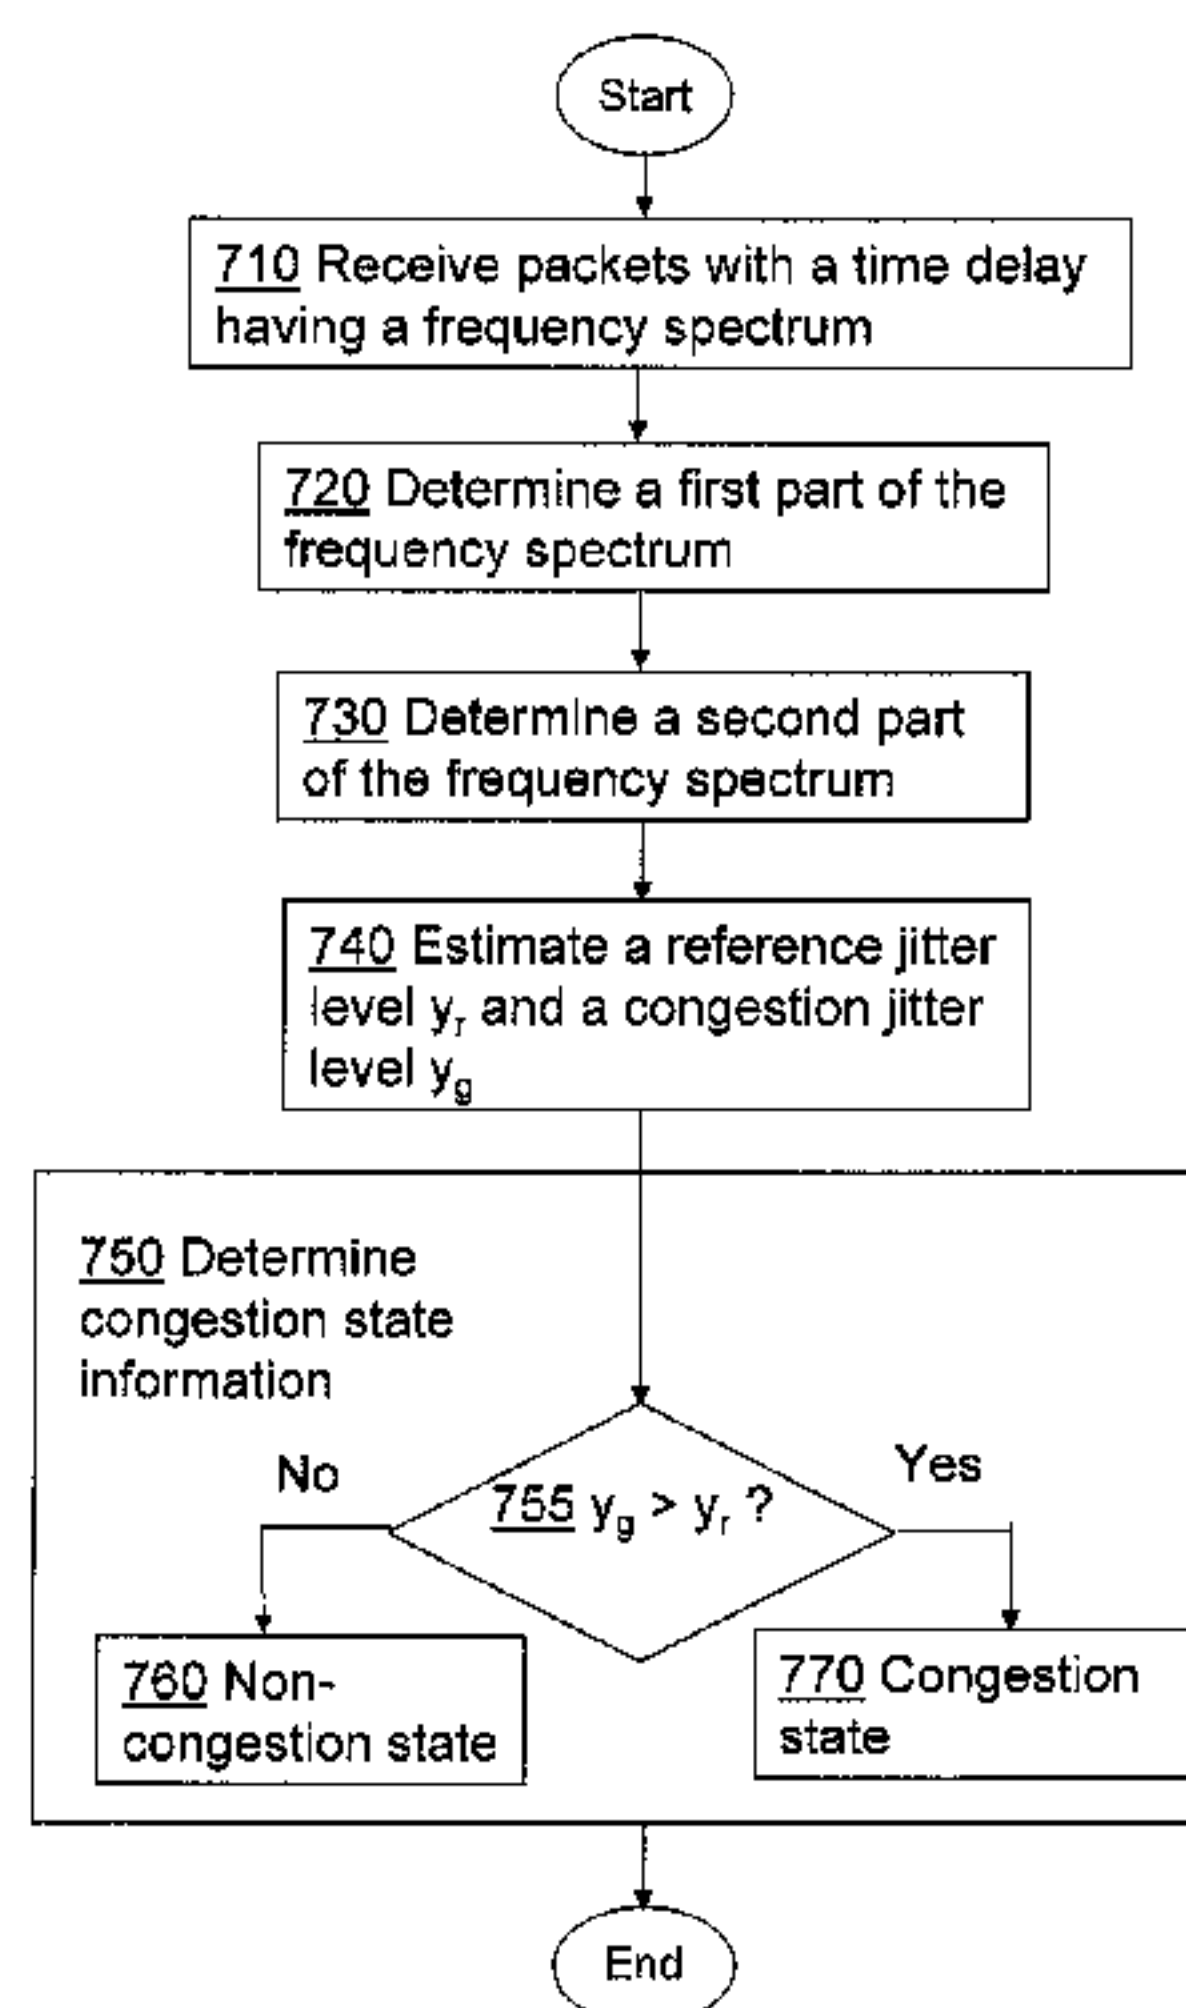 Start
710 Receive packets with a time delay
having a frequency spectrum
720 Determine a first part of the
frequency spectrum
730 Determine a second part
of the frequency spectrum
740 Estimate a reference jitter
level yr and a congestion jitter
level yg
750 Determine
congestion state
information
No
755 yg > yr ?
Yes
760 Non-
congestion state
770 Congestion
state
End